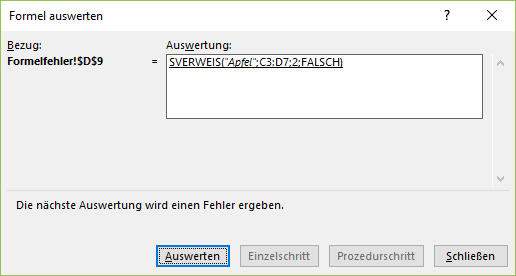 Formel auswerten
Bezug:
Auswertung:
Formelfehler!$D$9
=
SVERWEIS("Apfel";C3:D7;2;FALSCH)
Die nächste Auswertung wird einen Fehler ergeben.
Auswerten
Einzelschritt
Prozedurschritt
Schließen